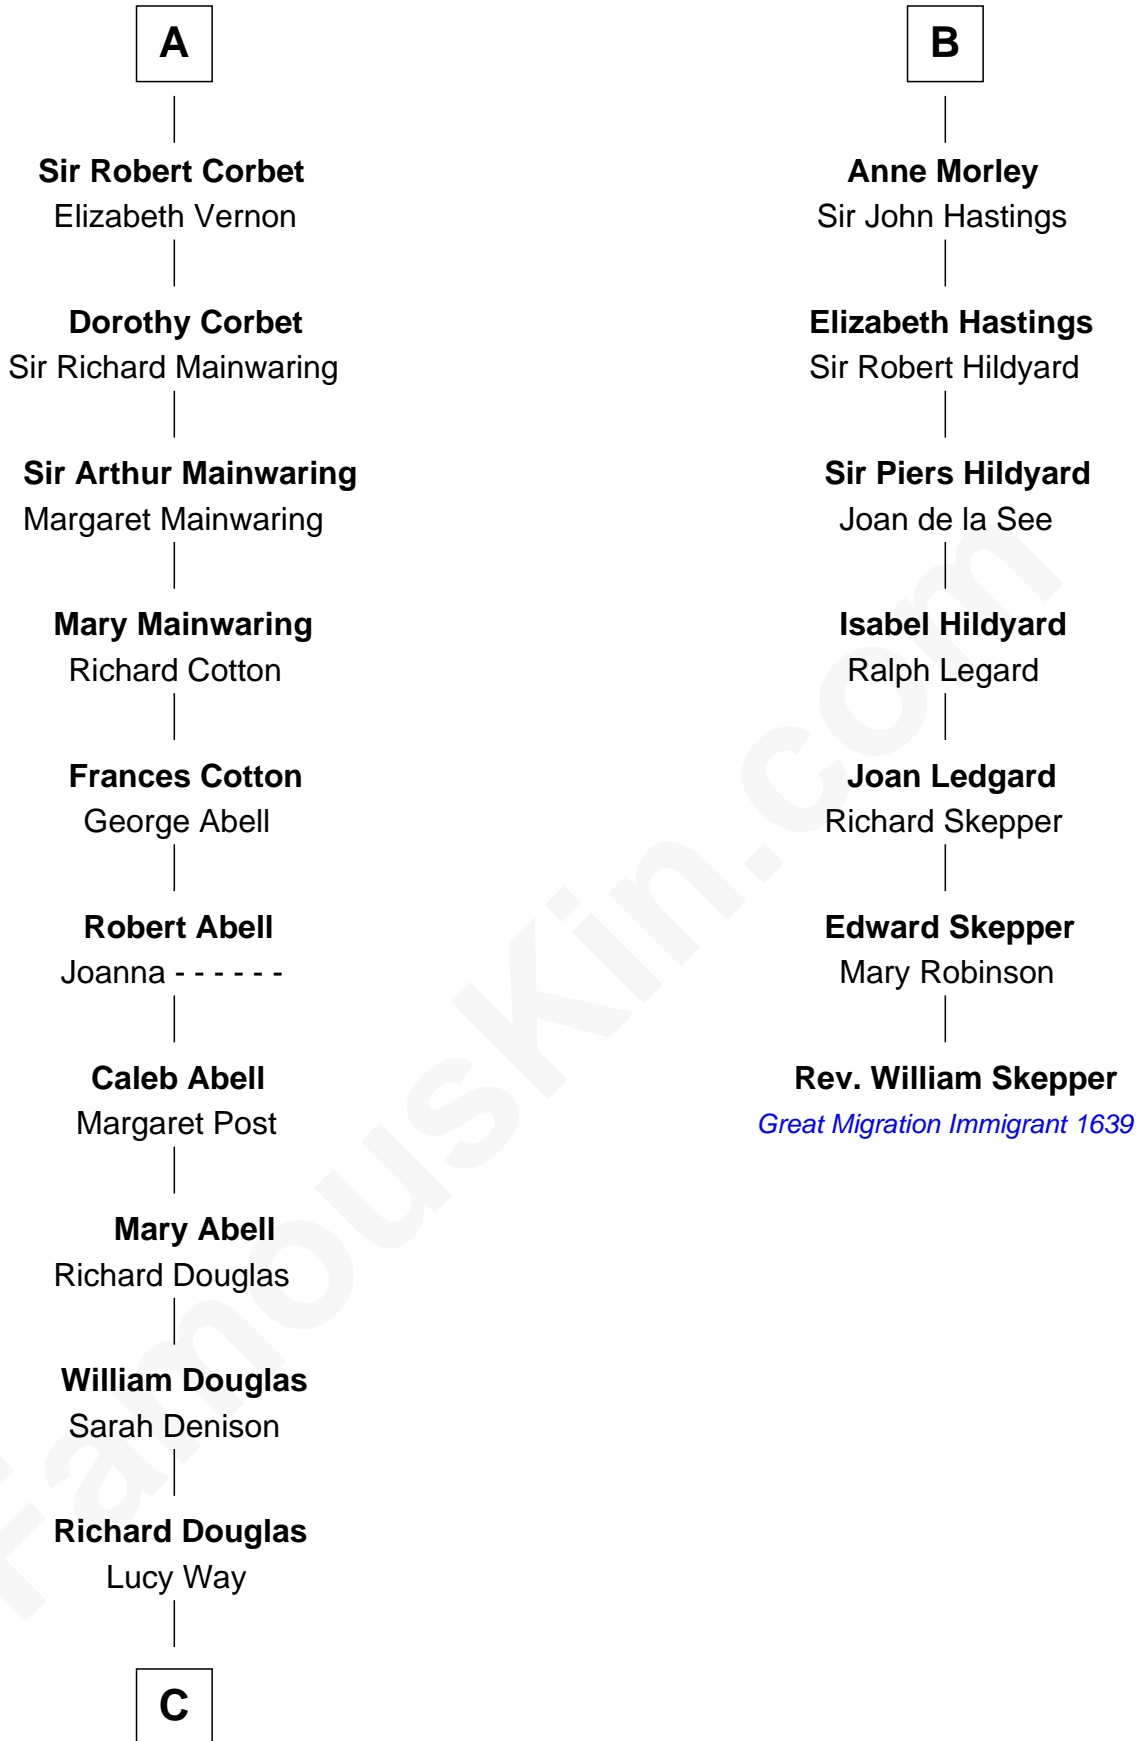 A
Sir Robert Corbet
Elizabeth Vernon
Dorothy Corbet
Sir Richard Mainwaring
Sir Arthur Mainwaring
Margaret Mainwaring
Mary Mainwaring
Richard Cotton
Frances Cotton
George Abell
Robert Abell
Joanna - - - - - -
Caleb Abell
Margaret Post
Mary Abell
Richard Douglas
William Douglas
Sarah Denison
Richard Douglas
Lucy Way
C
B
Anne Morley
Sir John Hastings
Elizabeth Hastings
Sir Robert Hildyard
Sir Piers Hildyard
Joan de la See
Isabel Hildyard
Ralph Legard
Joan Ledgard
Richard Skepper
Edward Skepper
Mary Robinson
Rev. William Skepper
Great Migration Immigrant 1639
FamousKin.com